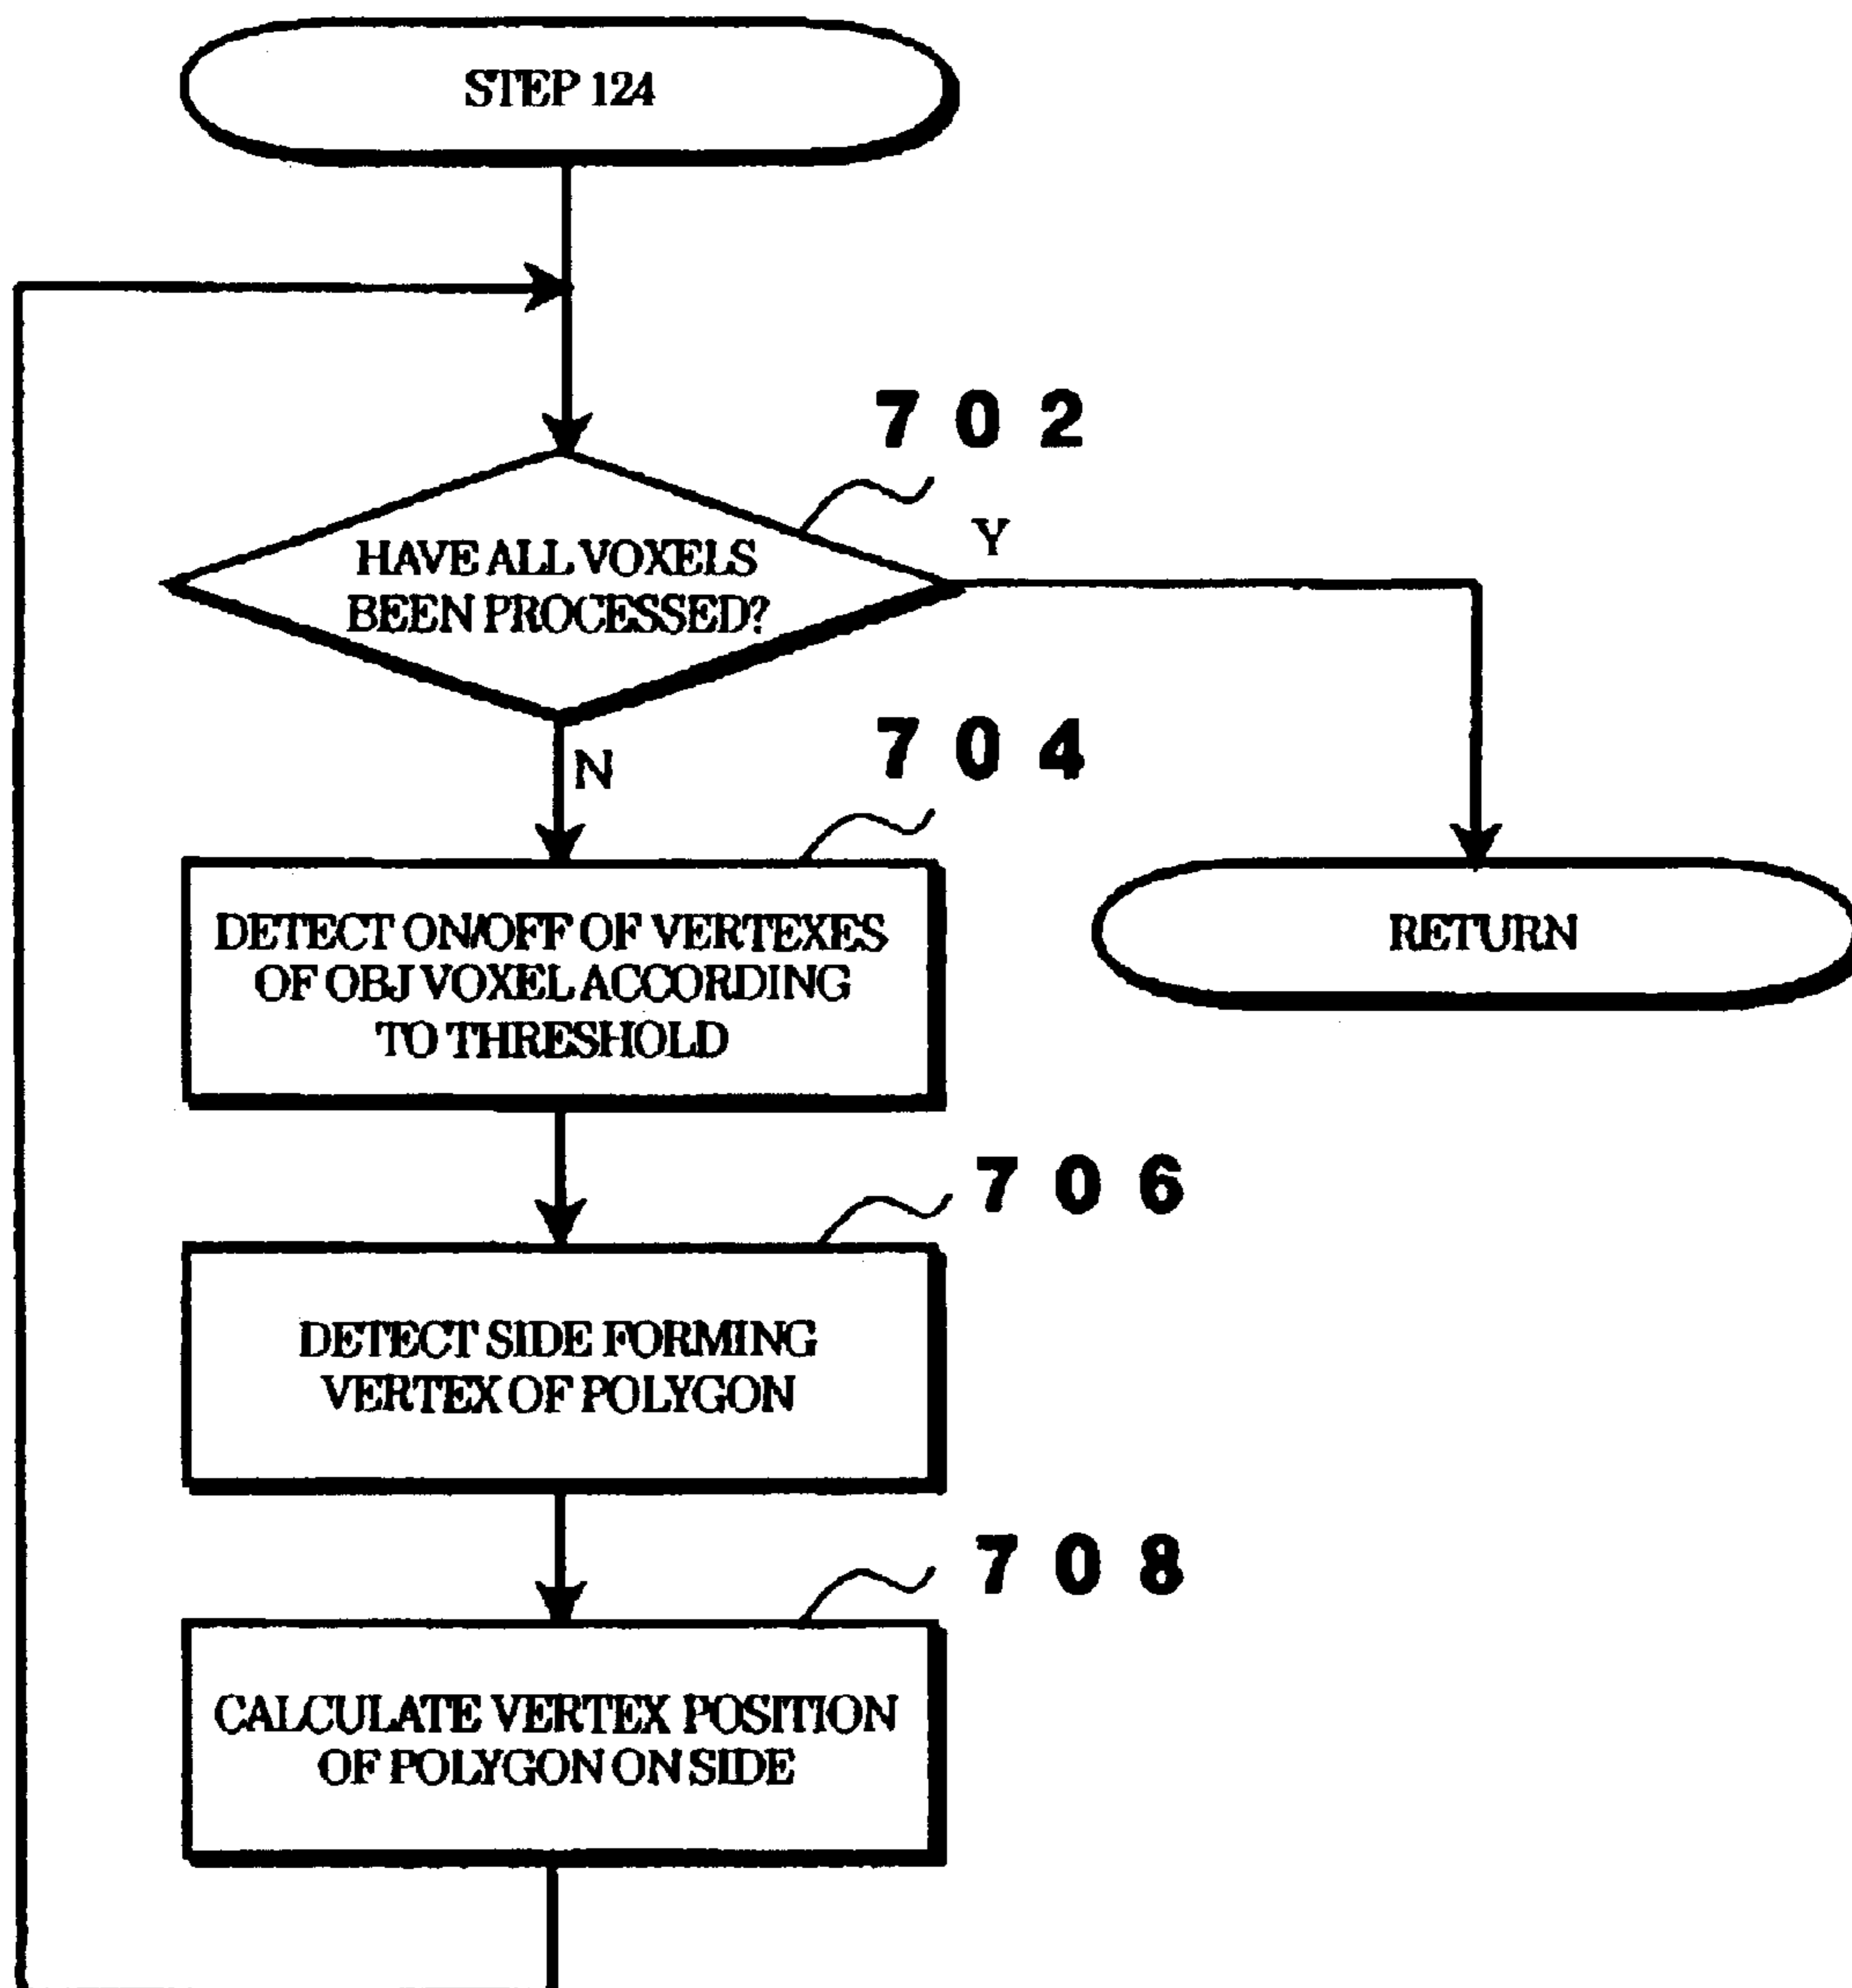 STEP 124
7 0 2
Y
HAVE ALL VOXELS
BEEN PROCESSED?
N
7 0 4
DETECT ON/OFF OF VERTEXES
OF OBJ VOXEL ACCORDING
TO THRESHOLD
RETURN
7 0 6
DETECT SIDE FORMING
VERTEX OF POLYGON
7 0 8
CALCULATE VERTEX POSITION
OF POLYGON ON SIDE